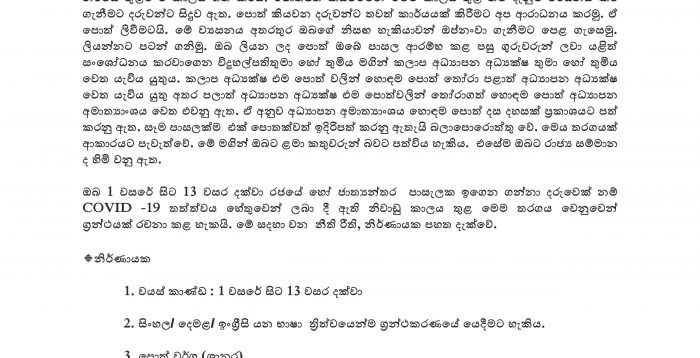 ගැනීමට දරුවන්ට සිදුව ඇත. පොත් කියවන දරුවන්ට තවත් කාර්යයක් කිරීමට අප ආරාධනය කරමු. ඒ
පොත් ලිවීමටයි. මේ ව්‍යසනය අතරතුර ඔබගේ නිසඟ හැකියාවන් ඔප්නංවා ගැනීමට පෙළ ගැසෙමු.
ලියන්නට පටන් ගනිමු. ඔබ ලියන ලද පොත් ඔබේ පාසල ආරම්භ කළ පසු ගුරුවරුන් ලවා යළිත්
සංශෝධනය කරවාගෙන විදුහල්පතිතුමා හෝ තුමිය මගින් කලාප අධ්‍යාපන අධ්‍යක්ෂ තුමා හෝ තුමිය
වෙත යැවිය යුතුය. කලාප අධ්‍යක්ෂ එම පොත් වලින් හොඳම පොත් තෝරා පළාත් අධ්‍යාපන අධ්‍යක්ෂ
වෙත යැවිය යුතු අතර පලාත් අධ්‍යාපන අධ්‍යක්ෂ එම පොත්වලින් තෝරාගත් හොඳම පොත් අධ්‍යාපන
අමාත්‍යාංශය වෙත එවනු ඇත. ඒ අනුව අධ්‍යාපන අමාත්‍යාංශය හොඳම පොත් දස දහසක් ප්‍රකාශයට පත්
කරනු ඇත. සෑම පාසලක්ම එක් පොතක්වත් ඉදිරිපත් කරනු ඇතැයි බලාපොරොත්තු වේ. මෙය තරගයක්
ආකාරයට පැවැත්වේ. මේ මගින් ඔබට ළමා කතුවරුන් බවට පත්විය හැකිය. එසේම ඔබට රාජ්‍ය සම්මාන
ද හිමි වනු ඇත.
ඔබ 1 වසරේ සිට 13 වසර දක්වා රජයේ හෝ ජාත්‍යන්තර පාසැලක ඉගෙන ගන්නා දරුවෙක් නම්
COVID -19 තත්ත්වය හේතුවෙන් ලබා දී ඇති නිවාඩු කාලය තුළ මෙම තරගය වෙනුවෙන්
ග්‍රන්ථයක් රචනා කළ හැකියි. මේ සඳහා වන නීති රීති, නිර්ණායක පහත දැක්වේ.
❖නිර්ණායක
1. වයස් කාණ්ඩ : 1 වසරේ සිට 13 වසර දක්වා
2. සිංහල/ දෙමළ/ ඉංග්‍රීසි යන භාෂා ත්‍රිත්වයෙන්ම ග්‍රන්ථකරණයේ යෙදීමට හැකිය.
3. පොත් වර්ග (ශානර)